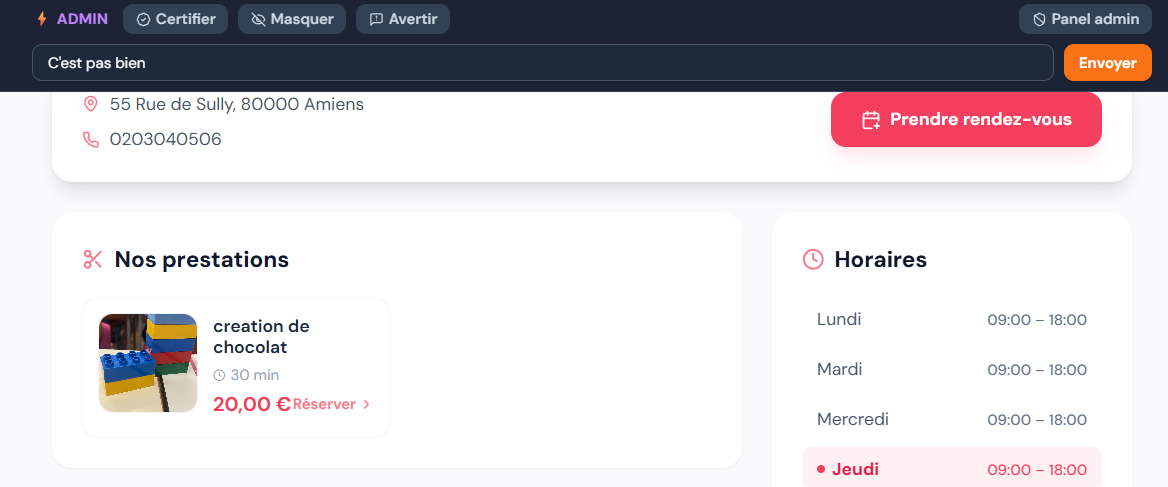 ADMIN Certifier Masquer Avertir Panel admin
C'est pas bien Envoyer
55 Rue de Sully, 80000 Amiens
0203040506
Prendre rendez-vous
Nos prestations
creation de
chocolat
30 min
20,00 € Réserver
Horaires
Lundi 09:00 – 18:00
Mardi 09:00 – 18:00
Mercredi 09:00 – 18:00
Jeudi 09:00 – 18:00